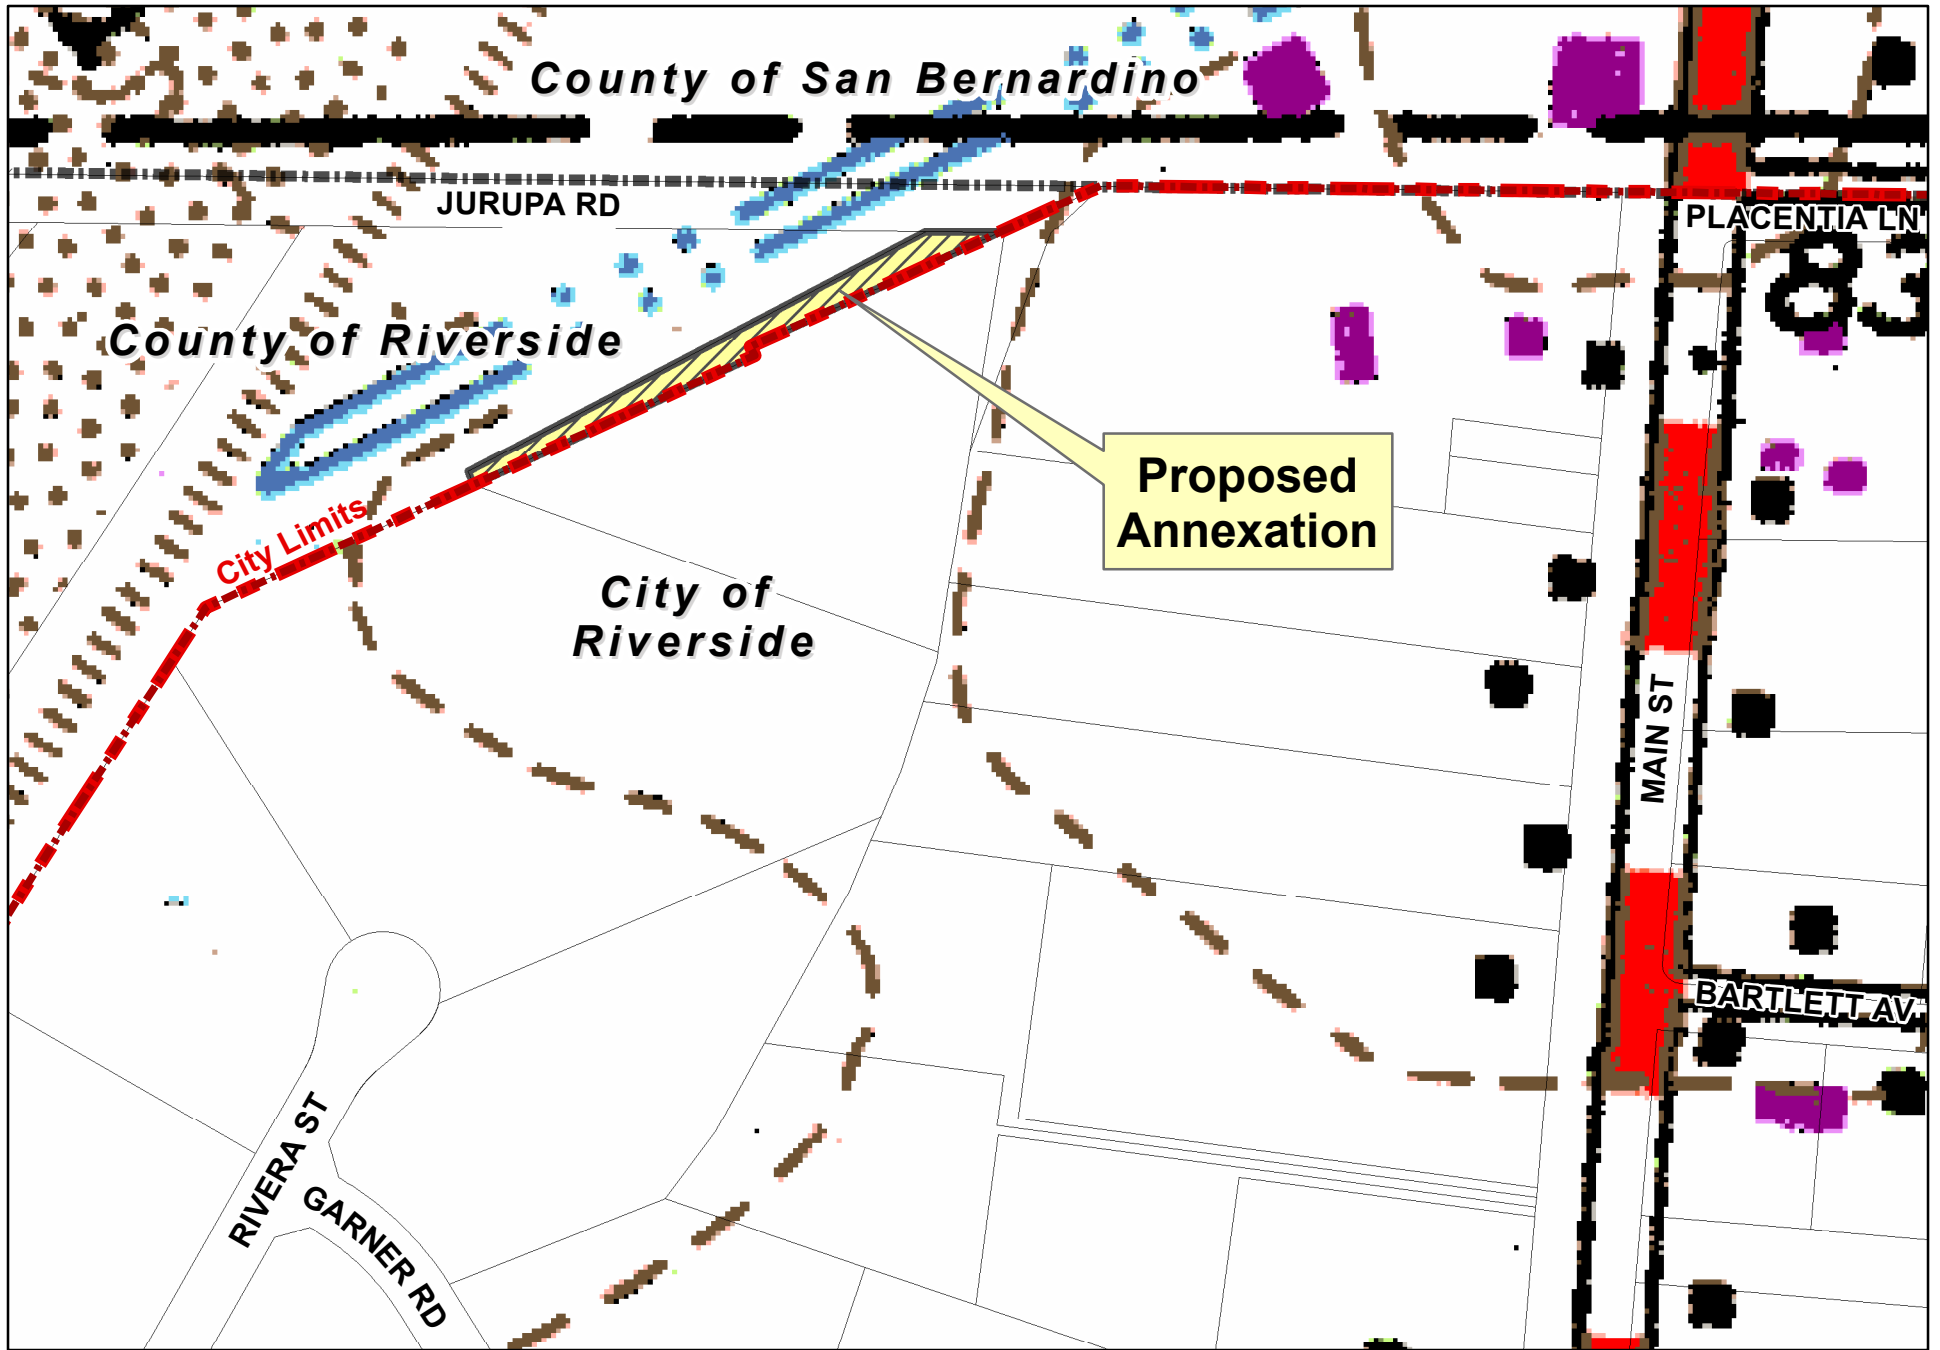 County of San Bernardino
JURUPA RD
PLACENTIA LN
83
County of Riverside
City Limits
Proposed
Annexation
City of
Riverside
MAIN ST
BARTLETT AV
RIVERA ST
GARNER RD